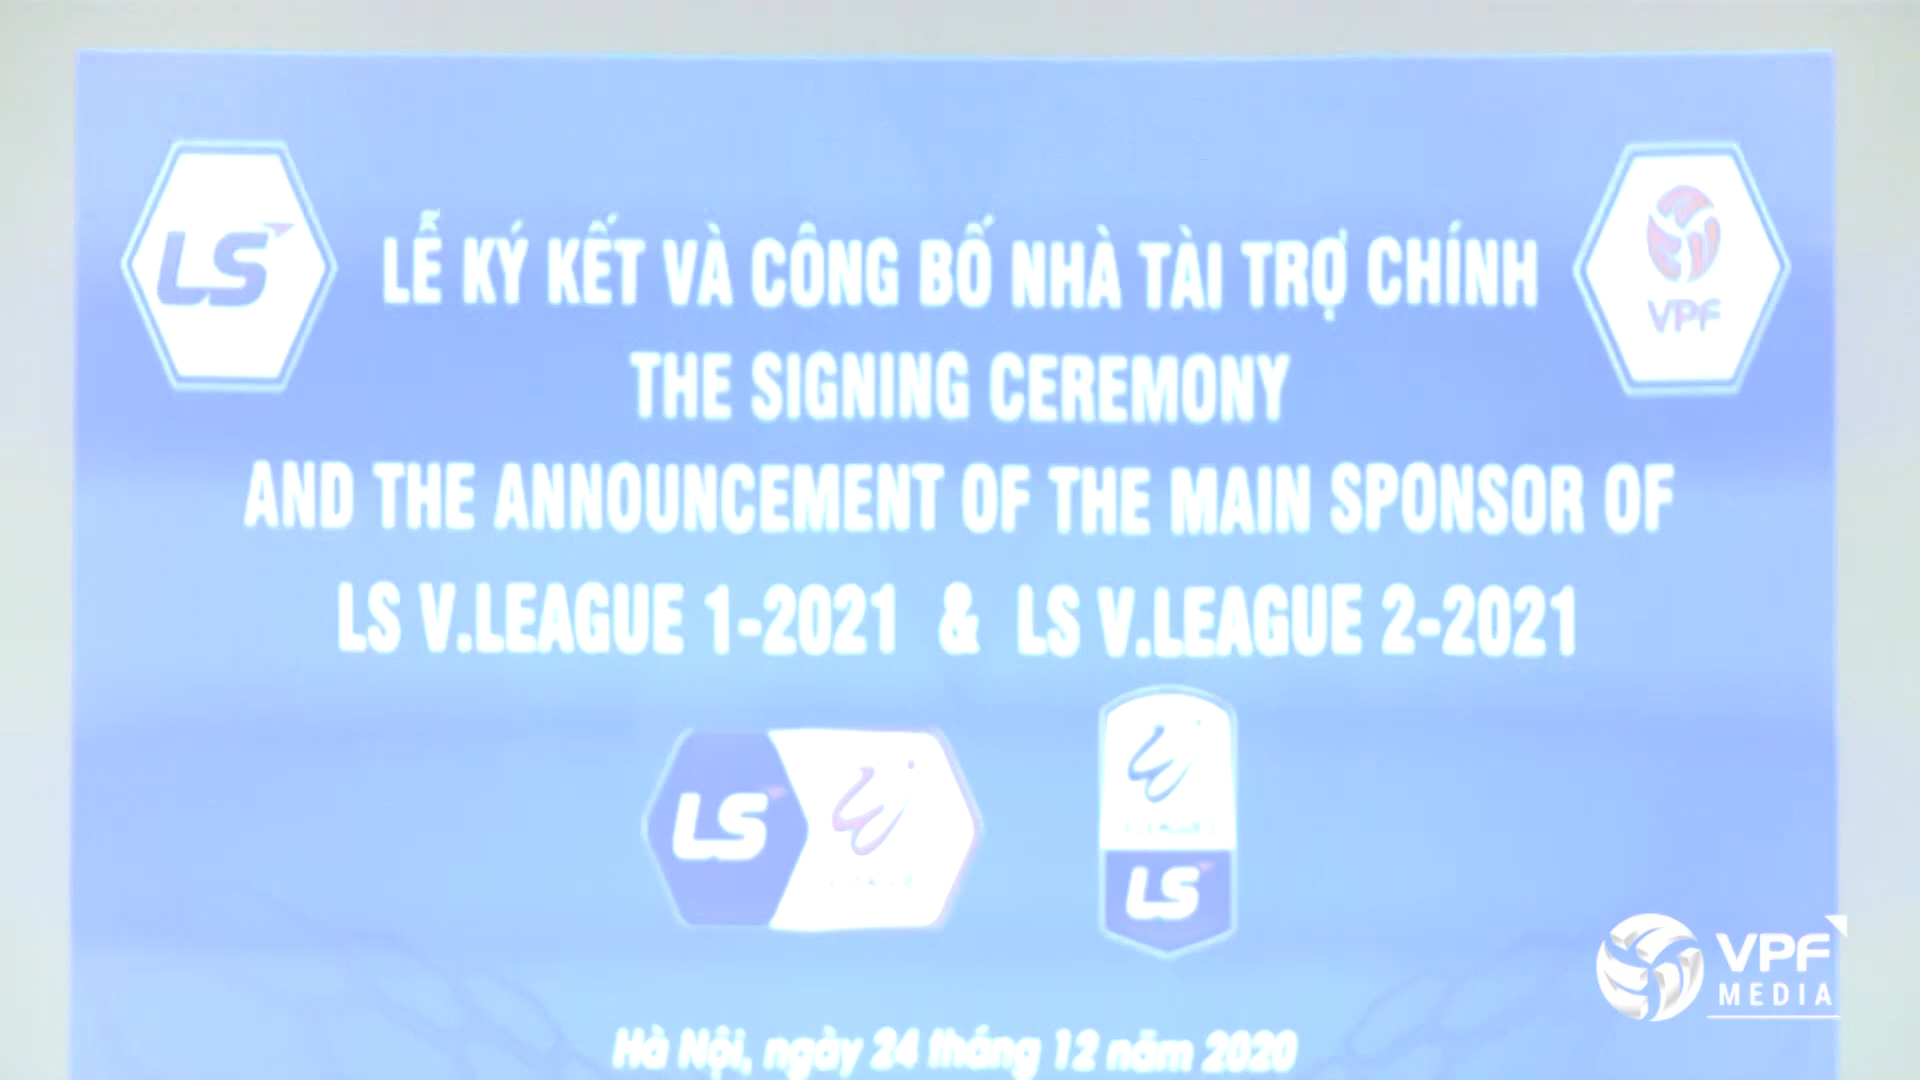 LS
LỄ KÝ KẾT VÀ CÔNG BỐ NHÀ TÀI TRỢ CHÍNH
VPF
THE SIGNING CEREMONY
AND THE ANNOUNCEMENT OF THE MAIN SPONSOR OF
LS V.LEAGUE 1-2021 & LS V.LEAGUE 2-2021
LS
LS
VPF
MEDIA
Hà Nội, ngày 24 tháng 12 năm 2020